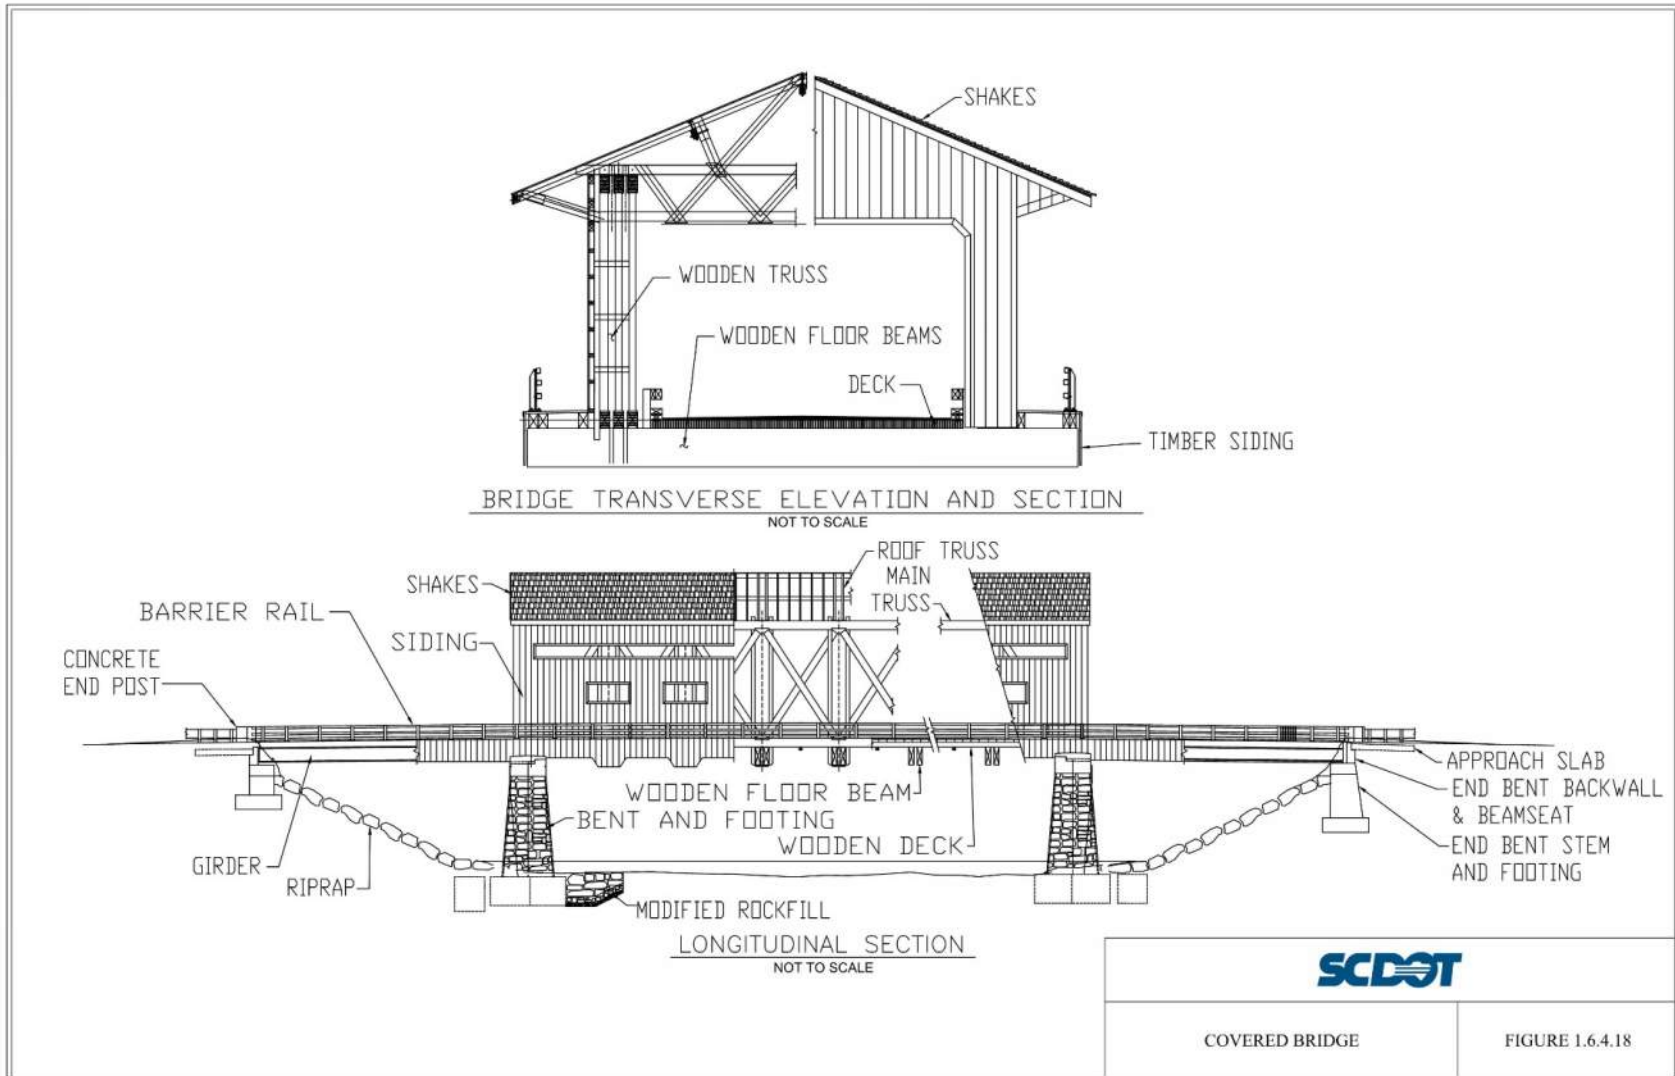 SHAKES
WOODEN TRUSS
WOODEN FLOOR BEAMS
DECK
TIMBER SIDING
BRIDGE TRANSVERSE ELEVATION AND SECTION
NOT TO SCALE
ROOF TRUSS
MAIN
TRUSS
SHAKES
BARRIER RAIL
SIDING
CONCRETE
END POST
APPROACH SLAB
END BENT BACKWALL
& BEAMSEAT
END BENT STEM
AND FOOTING
WOODEN FLOOR BEAM
BENT AND FOOTING
WOODEN DECK
GIRDER
RIPRAP
MODIFIED ROCKFILL
LONGITUDINAL SECTION
NOT TO SCALE
SCDOT
COVERED BRIDGE
FIGURE 1.6.4.18